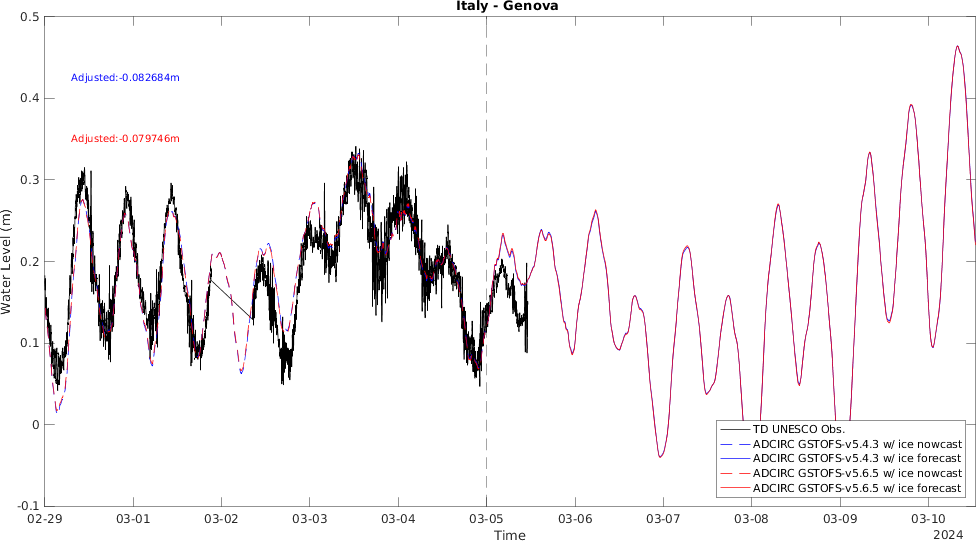 Italy - Genova
0.5
Adjusted:-0.082684m
0.4
Adjusted:-0.079746m
0.3
0.2
Water Level (m)
0.1
0
-0.1
TD UNESCO Obs.
ADCIRC GSTOFS-v5.4.3 w/ ice nowcast
ADCIRC GSTOFS-v5.4.3 w/ ice forecast
ADCIRC GSTOFS-v5.6.5 w/ ice nowcast
ADCIRC GSTOFS-v5.6.5 w/ ice forecast
02-29 03-01 03-02 03-03 03-04 03-05 03-06 03-07 03-08 03-09 03-10
Time
2024